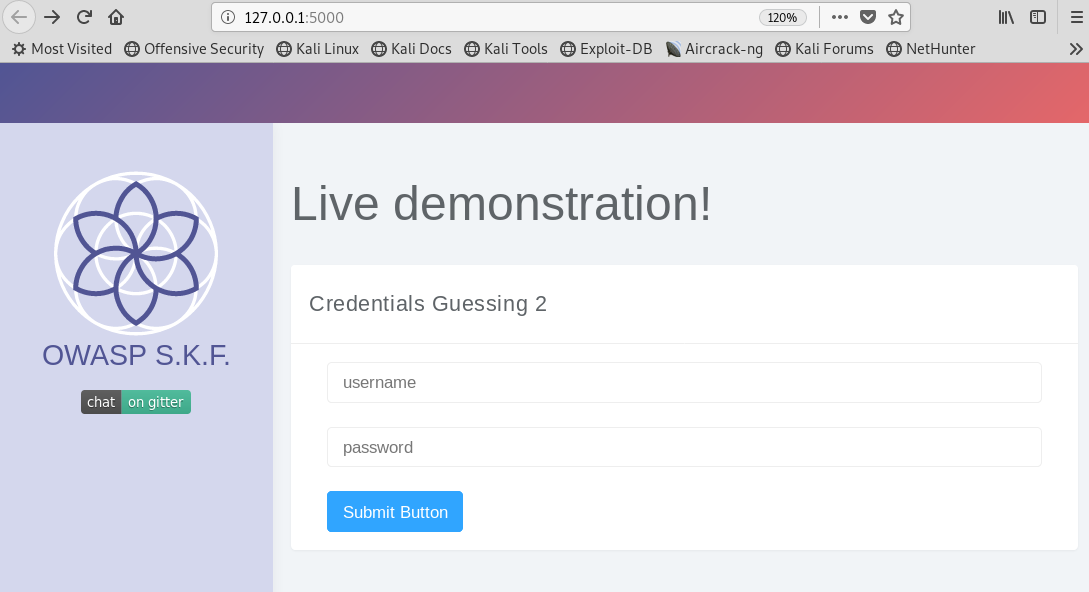 127.0.0.1:5000 120%
Most Visited Offensive Security Kali Linux Kali Docs Kali Tools Exploit-DB Aircrack-ng Kali Forums NetHunter
Live demonstration!
Credentials Guessing 2
username
password
Submit Button
OWASP S.K.F.
chat on gitter